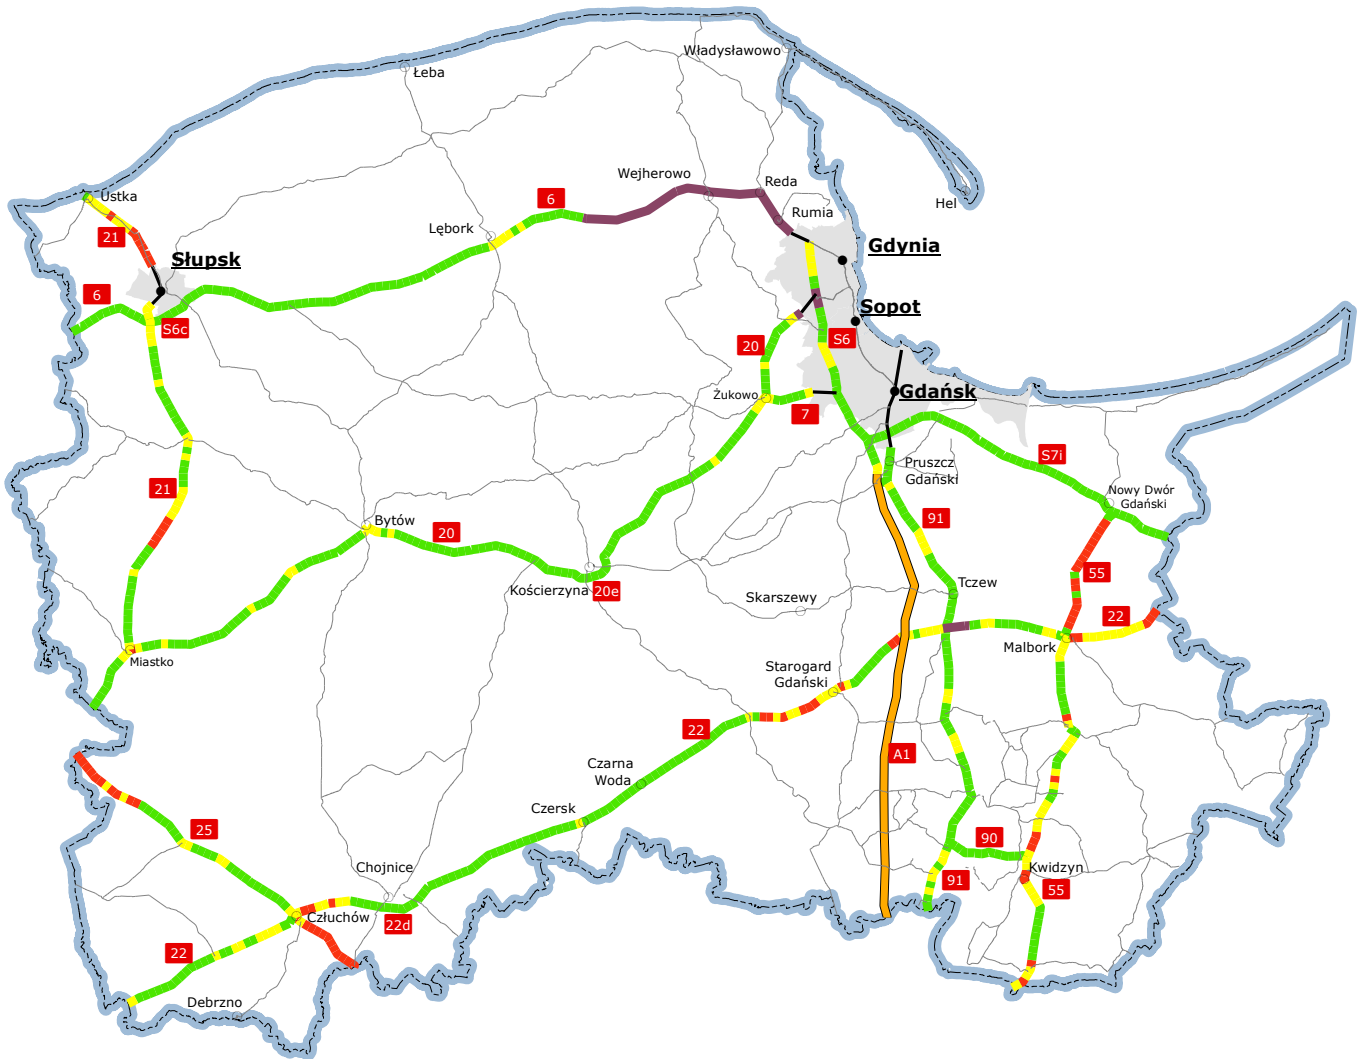 Władysławowo
Łeba
Wejherowo
Reda
Ustka
6
Hel
Rumia
Lębork
21
Gdynia
Słupsk
6
Sopot
S6c
S6
20
Żukowo
Gdańsk
7
S7i
Pruszcz
Gdański
21
Nowy Dwór
Gdański
Bytów
91
20
55
Tczew
Kościerzyna
20e
Skarszewy
22
Malbork
Miastko
Starogard
Gdański
22
A1
Czarna
Woda
Czersk
25
90
Chojnice
Kwidzyn
91
55
Człuchów
22d
22
Debrzno